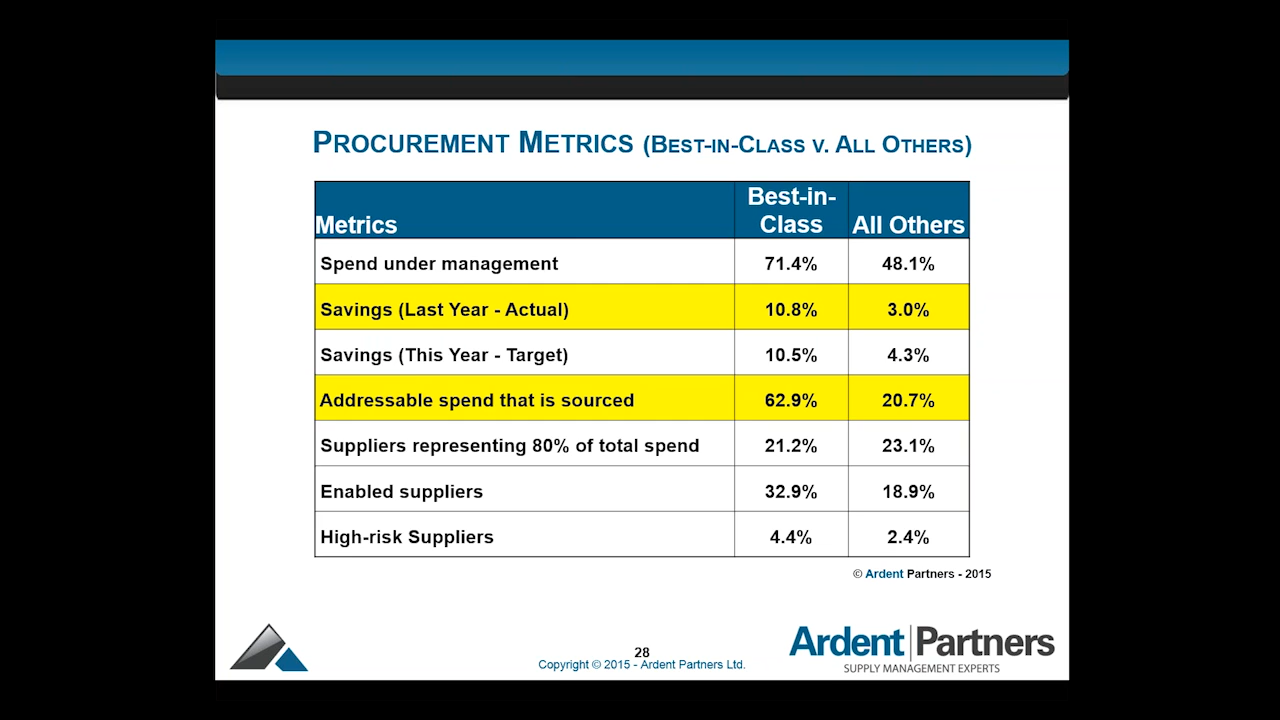 PROCUREMENT METRICS (BEST-IN-CLASS V. ALL OTHERS)
Metrics Best-in-Class All Others
Spend under management 71.4% 48.1%
Savings (Last Year - Actual) 10.8% 3.0%
Savings (This Year - Target) 10.5% 4.3%
Addressable spend that is sourced 62.9% 20.7%
Suppliers representing 80% of total spend 21.2% 23.1%
Enabled suppliers 32.9% 18.9%
High-risk Suppliers 4.4% 2.4%
© Ardent Partners - 2015
28
Copyright © 2015 - Ardent Partners Ltd.
Ardent Partners
SUPPLY MANAGEMENT EXPERTS